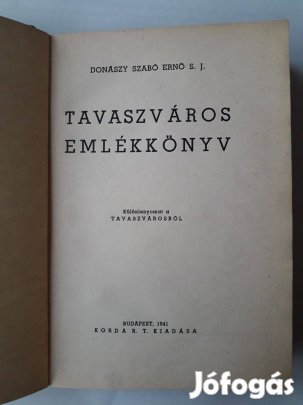 DONÁSZY SZABÓ ERNŐ S. J.
TAVASZVÁROS
EMLÉKKÖNYV
Különlenyomat a
TAVASZVÁROSBÓL
BUDAPEST, 1941
KORDA R. T. KIADÁSA
Jófogás